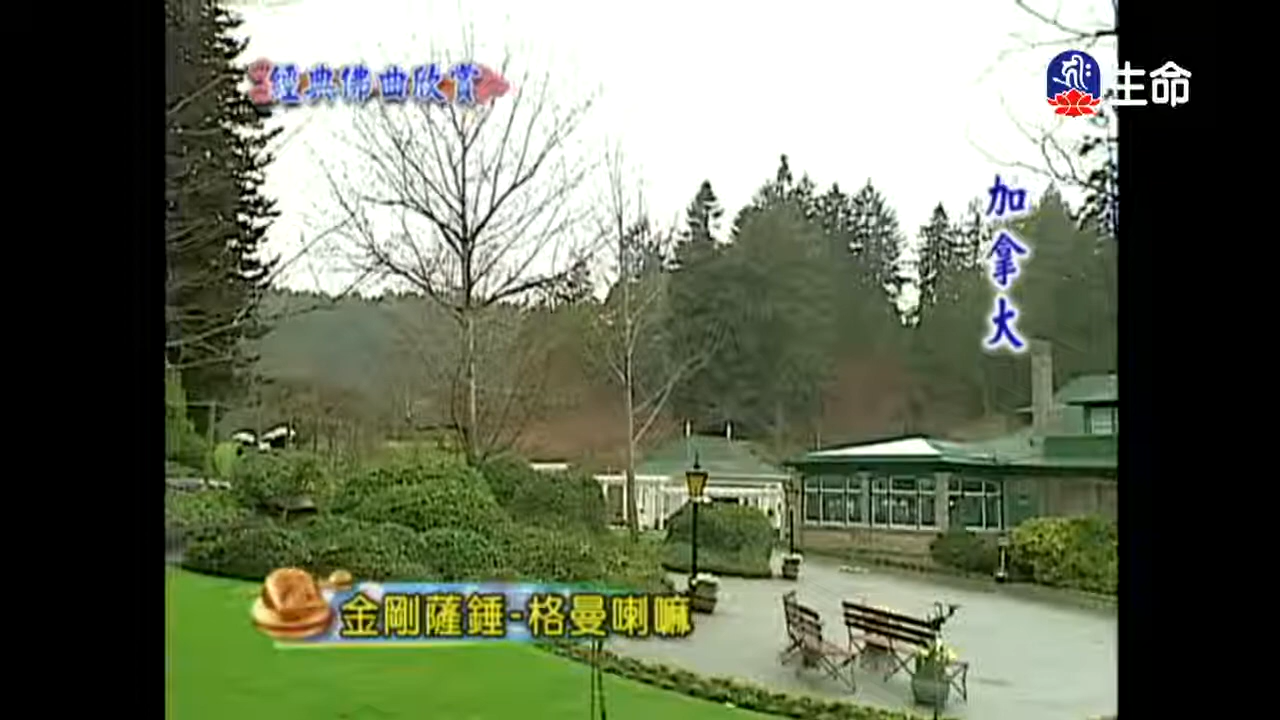 經典佛曲欣賞
生命
加拿大
金剛薩錘-格曼喇嘛